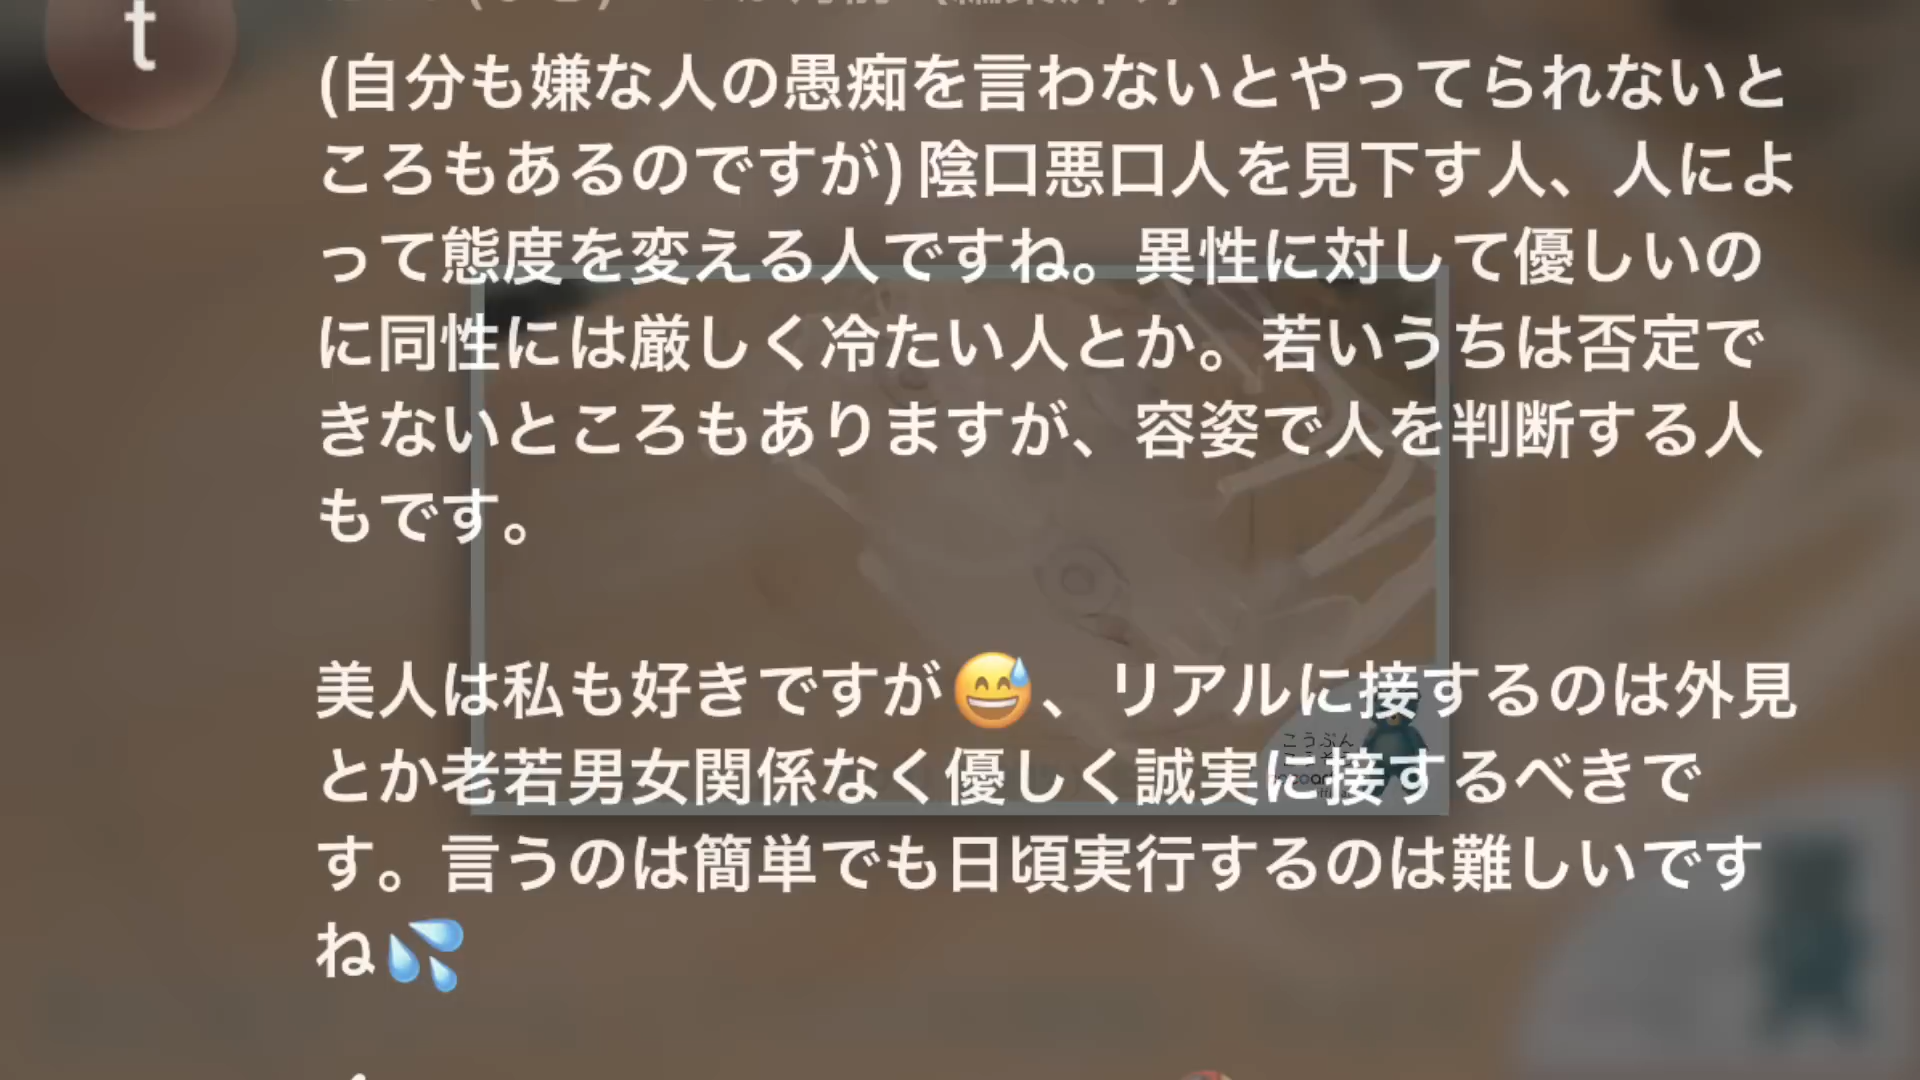 t
(自分も嫌な人の愚痴を言わないとやってられないと
ころもあるのですが) 陰口悪口人を見下す人、人によ
って態度を変える人ですね。異性に対して優しいの
に同性には厳しく冷たい人とか。若いうちは否定で
きないところもありますが、容姿で人を判断する人
もです。
美人は私も好きですが😅、リアルに接するのは外見
とか老若男女関係なく優しく誠実に接するべきで
す。言うのは簡単でも日頃実行するのは難しいです
ね💦
こうぶん